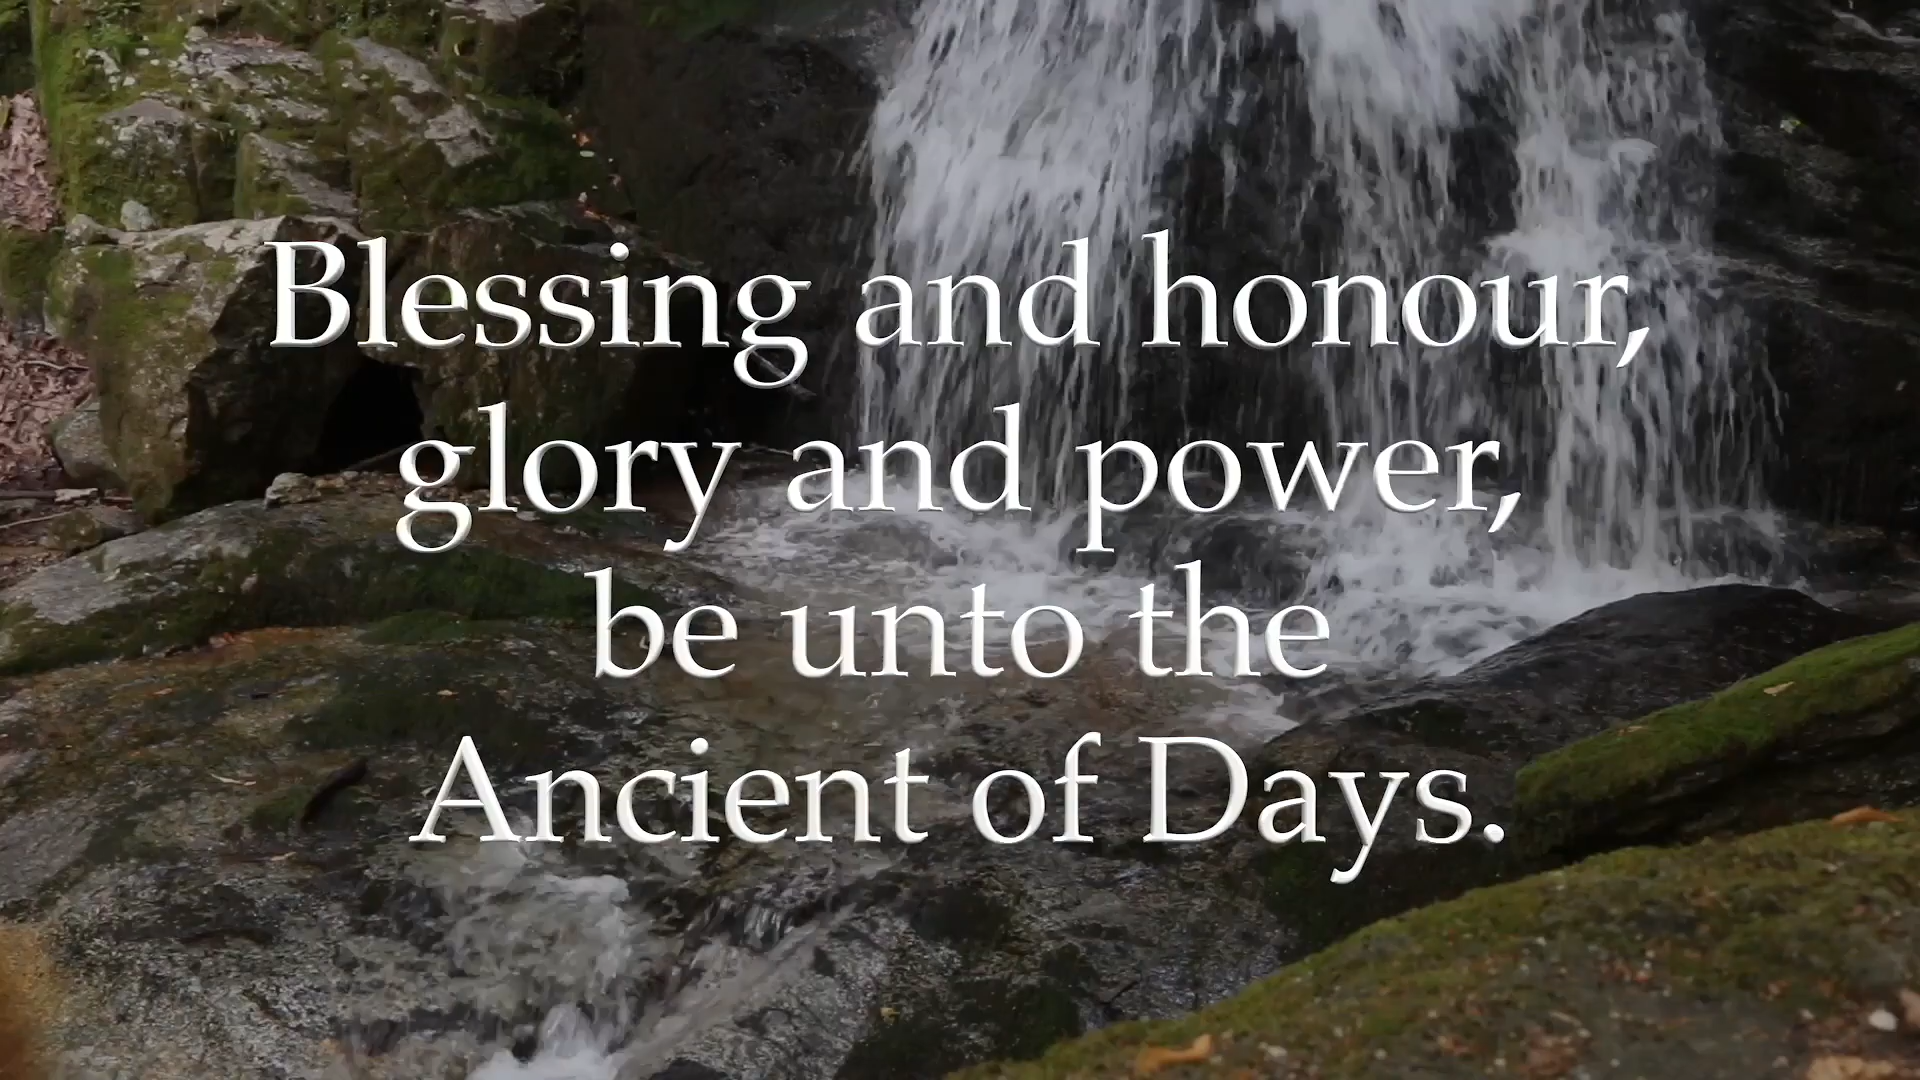 Blessing and honour,
glory and power,
be unto the
Ancient of Days.